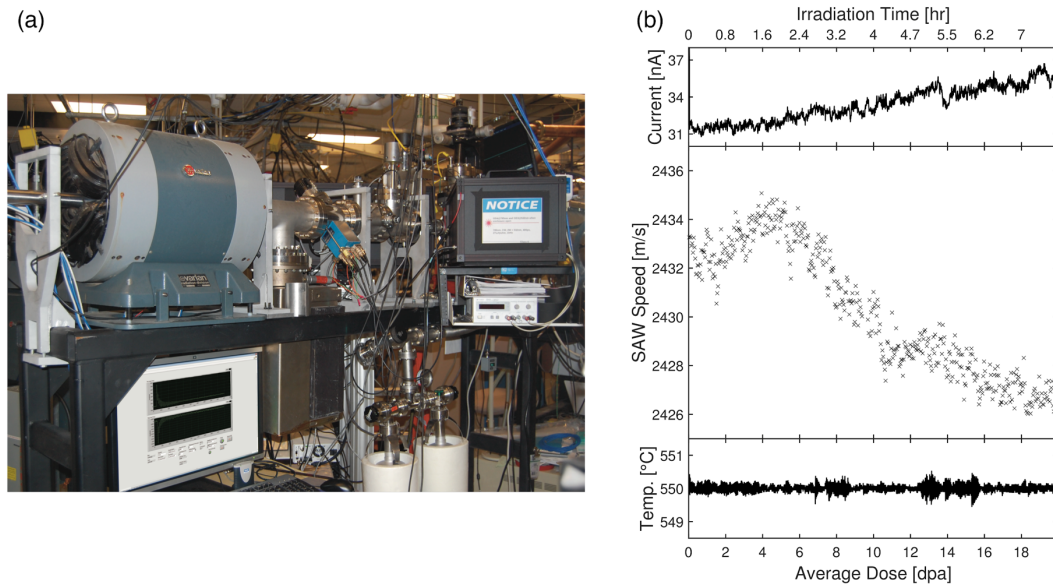 (a)
NOTICE
varian
(b)
Irradiation Time [hr]
0 0.8 1.6 2.4 3.2 4 4.7 5.5 6.2 7
Current [nA]
37
34
31
SAW Speed [m/s]
2436
2434
2432
2430
2428
2426
Temp. [°C]
551
550
549
0 2 4 6 8 10 12 14 16 18
Average Dose [dpa]